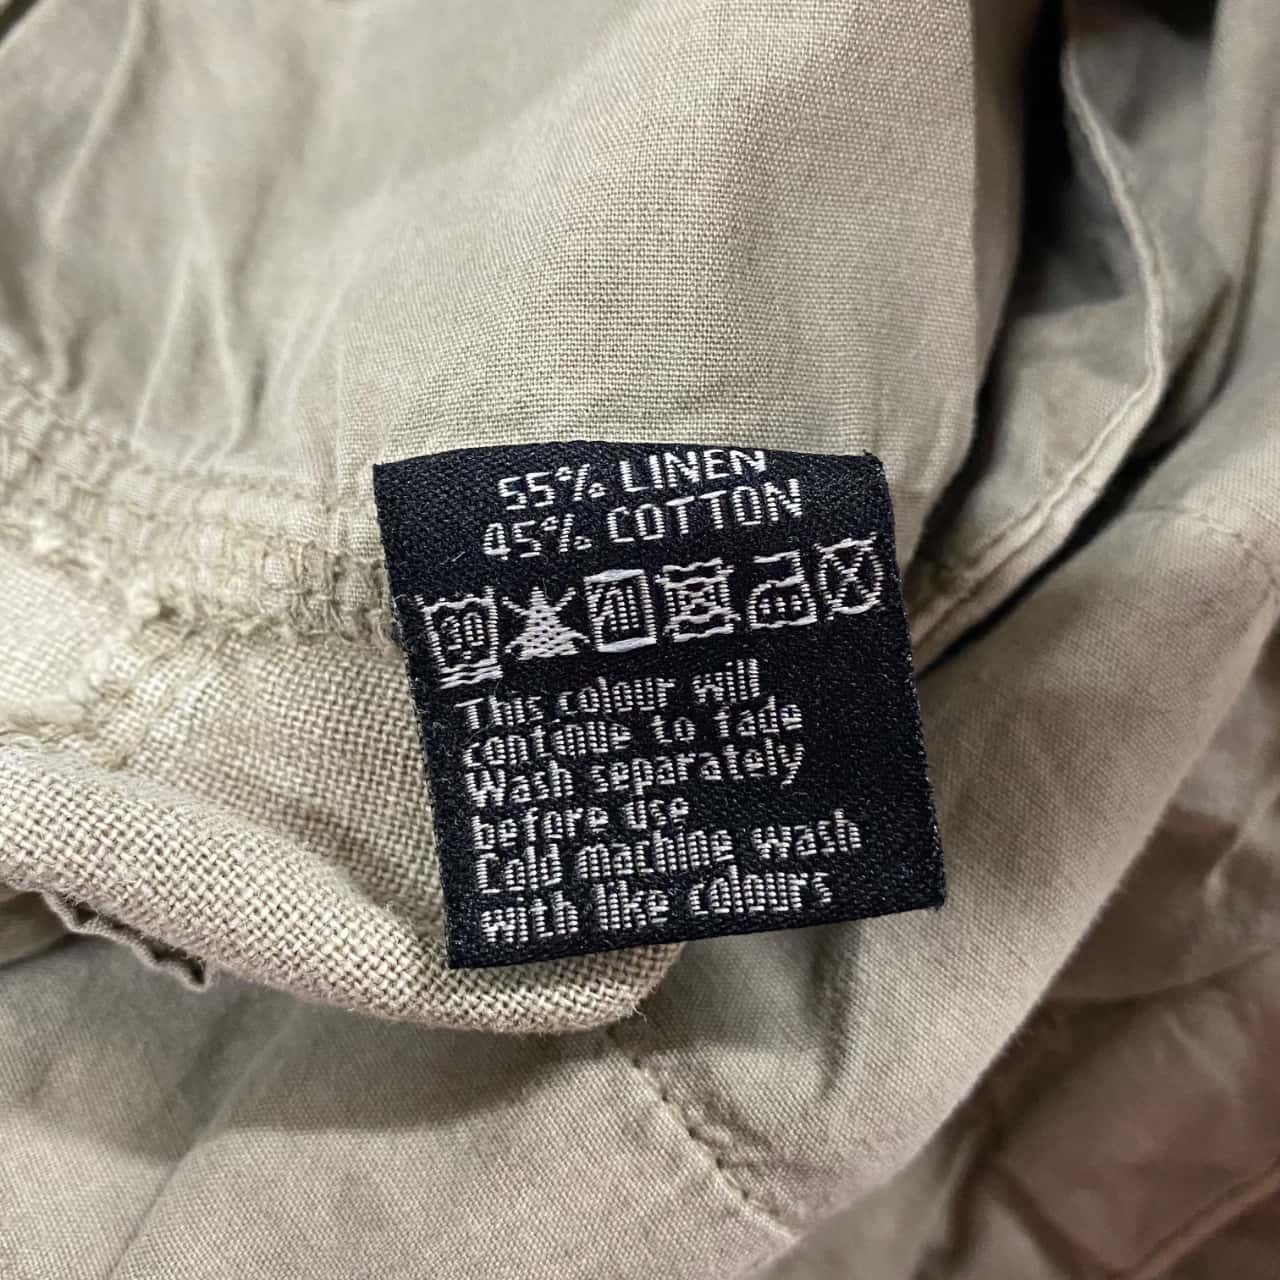 55% LINEN
45% COTTON
30
This colour will
continue to fade
Wash separately
before use
Cold machine wash
with like colours